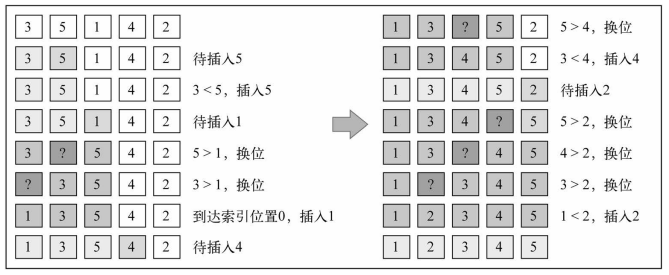 3 5 1 4 2
3 5 1 4 2 待插入5
3 5 1 4 2 3 < 5，插入5
3 5 1 4 2 待插入1
3 ? 5 4 2 5 > 1，换位
? 3 5 4 2 3 > 1，换位
1 3 5 4 2 到达索引位置0，插入1
1 3 5 4 2 待插入4
1 3 ? 5 2 5 > 4，换位
1 3 4 5 2 3 < 4，插入4
1 3 4 5 2 待插入2
1 3 4 ? 5 5 > 2，换位
1 3 ? 4 5 4 > 2，换位
1 ? 3 4 5 3 > 2，换位
1 2 3 4 5 1 < 2，插入2
1 2 3 4 5